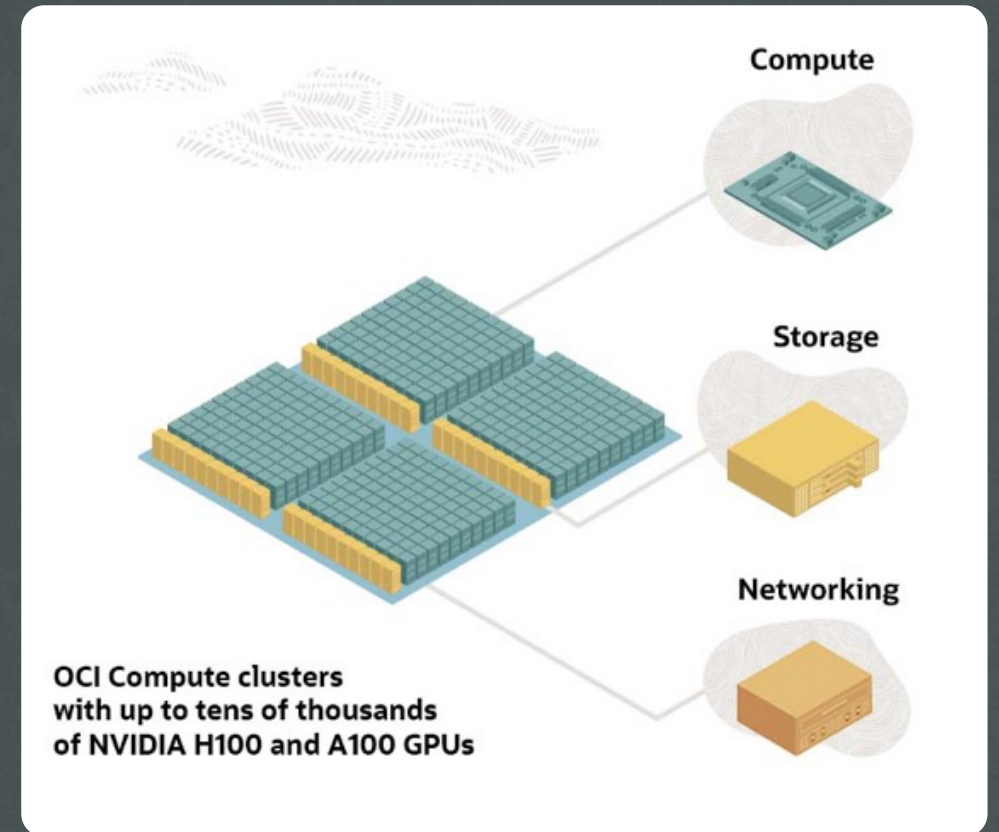 Compute
Storage
Networking
OCI Compute clusters
with up to tens of thousands
of NVIDIA H100 and A100 GPUs